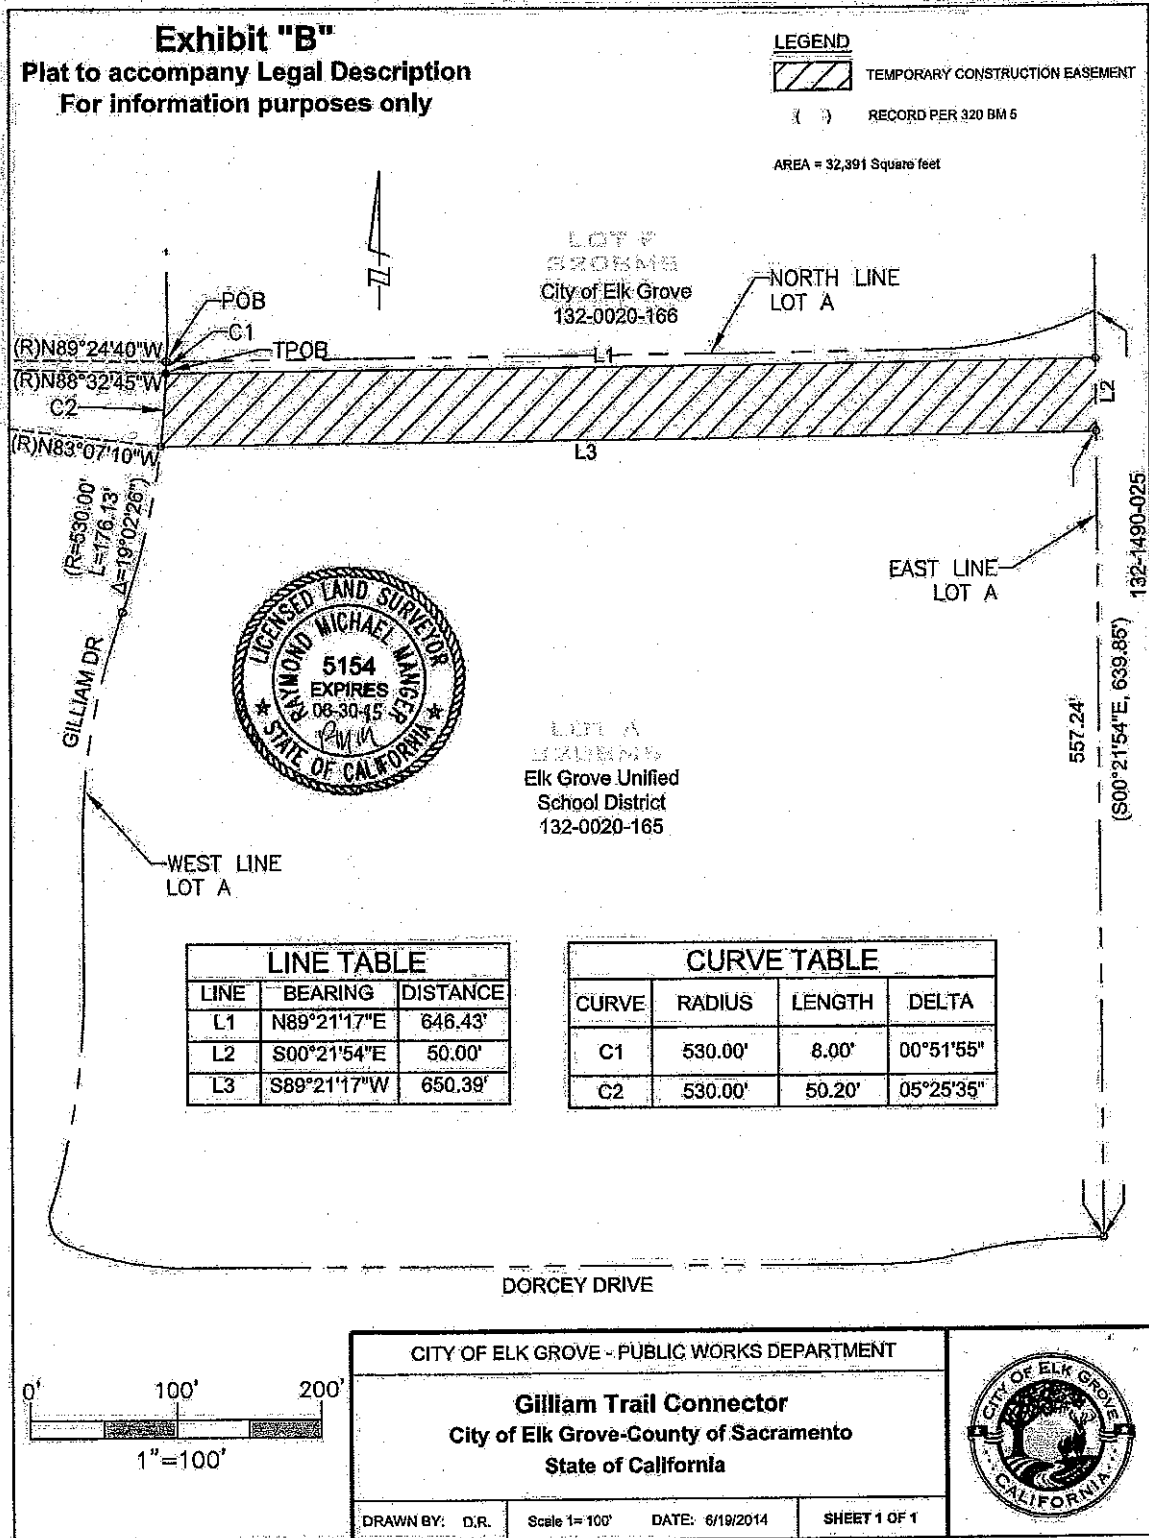 Exhibit "B"
Plat to accompany Legal Description
For information purposes only
LEGEND
TEMPORARY CONSTRUCTION EASEMENT
( ) RECORD PER 320 BM 5
AREA = 32,391 Square feet
LOT F
320BM5
City of Elk Grove
132-0020-166
NORTH LINE
LOT A
POB
C1
TPOB
(R)N89°24'40"W
(R)N88°32'45"W
C2
(R)N83°07'10"W
L1
L2
L3
(R=530.00'
L=176.13'
Δ=19°02'26")
GILLIAM DR
EAST LINE
LOT A
132-1490-025
557.24'
(S00°21'54"E, 639.85')
LICENSED LAND SURVEYOR
RAYMOND MICHAEL MANGER
5154
EXPIRES
06-30-15
STATE OF CALIFORNIA
LOT A
320BM5
Elk Grove Unified
School District
132-0020-165
WEST LINE
LOT A
LINE TABLE
LINE BEARING DISTANCE
L1 N89°21'17"E 646.43'
L2 S00°21'54"E 50.00'
L3 S89°21'17"W 650.39'
CURVE TABLE
CURVE RADIUS LENGTH DELTA
C1 530.00' 8.00' 00°51'55"
C2 530.00' 50.20' 05°25'35"
DORCEY DRIVE
0' 100' 200'
1"=100'
CITY OF ELK GROVE - PUBLIC WORKS DEPARTMENT
Gilliam Trail Connector
City of Elk Grove-County of Sacramento
State of California
DRAWN BY: D.R. Scale 1= 100' DATE: 6/19/2014 SHEET 1 OF 1
CITY OF ELK GROVE
CALIFORNIA